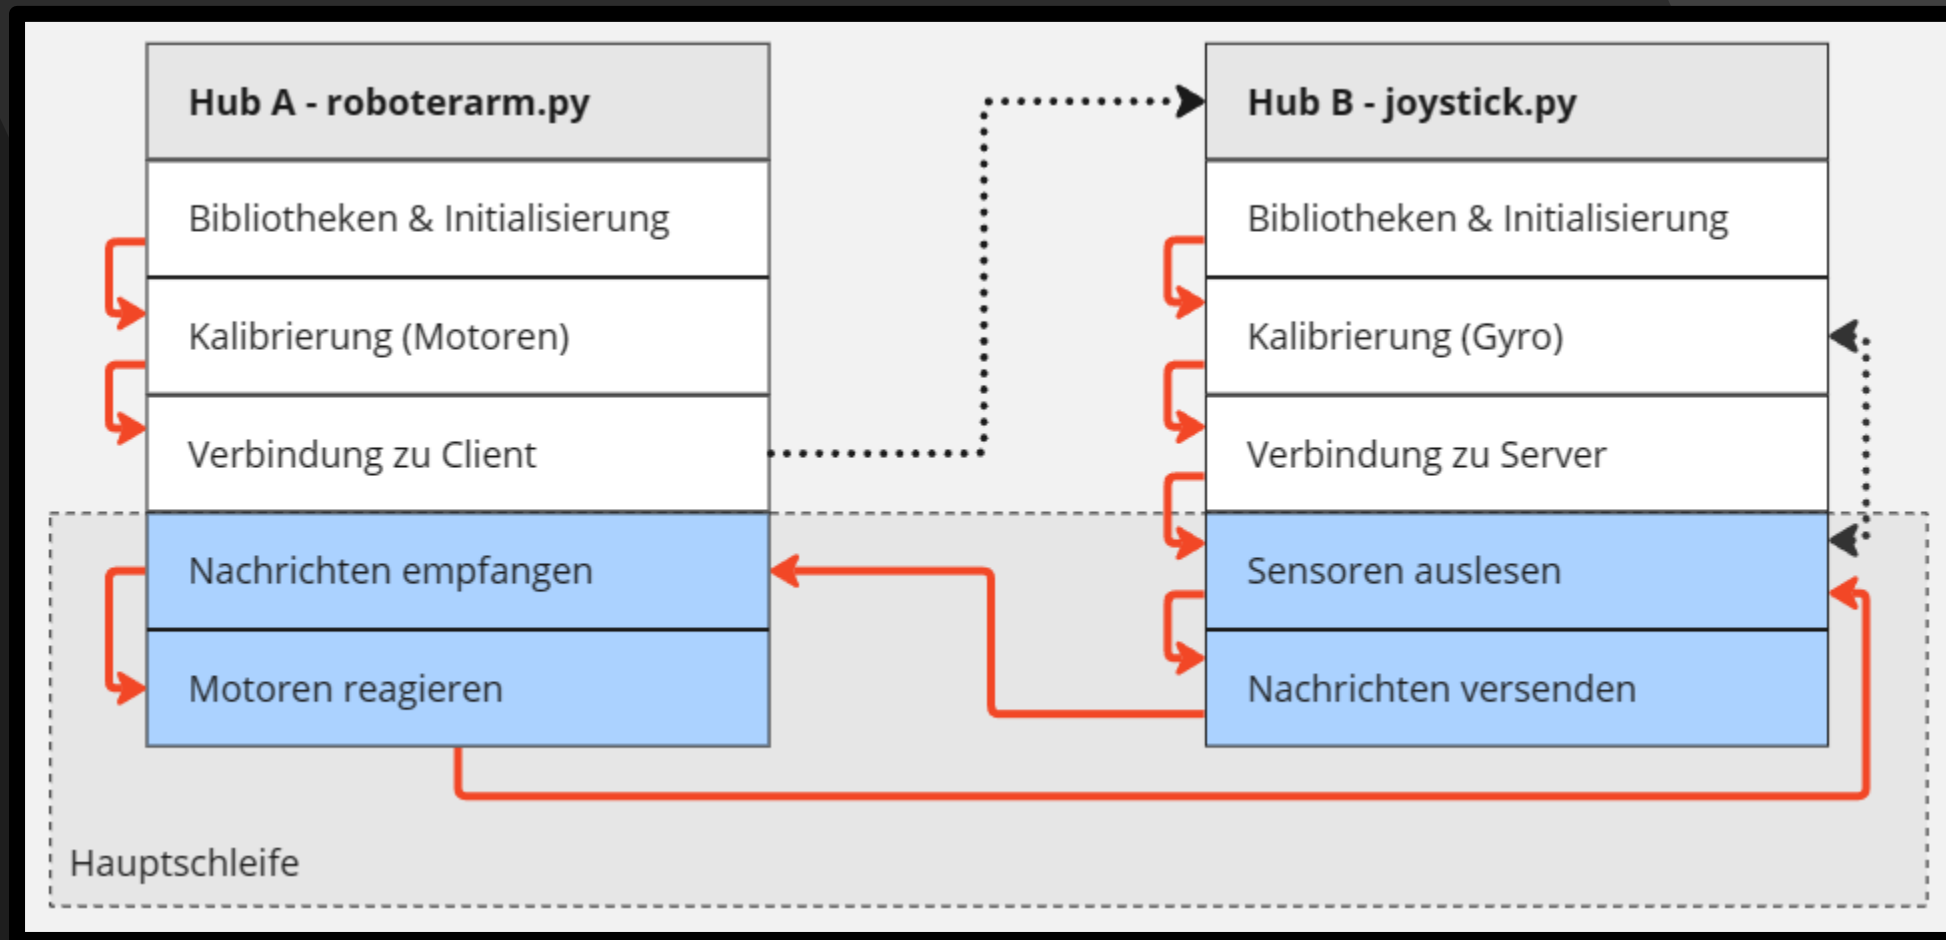 Hub A - roboterarm.py
Bibliotheken & Initialisierung
Kalibrierung (Motoren)
Verbindung zu Client
Nachrichten empfangen
Motoren reagieren
Hub B - joystick.py
Bibliotheken & Initialisierung
Kalibrierung (Gyro)
Verbindung zu Server
Sensoren auslesen
Nachrichten versenden
Hauptschleife